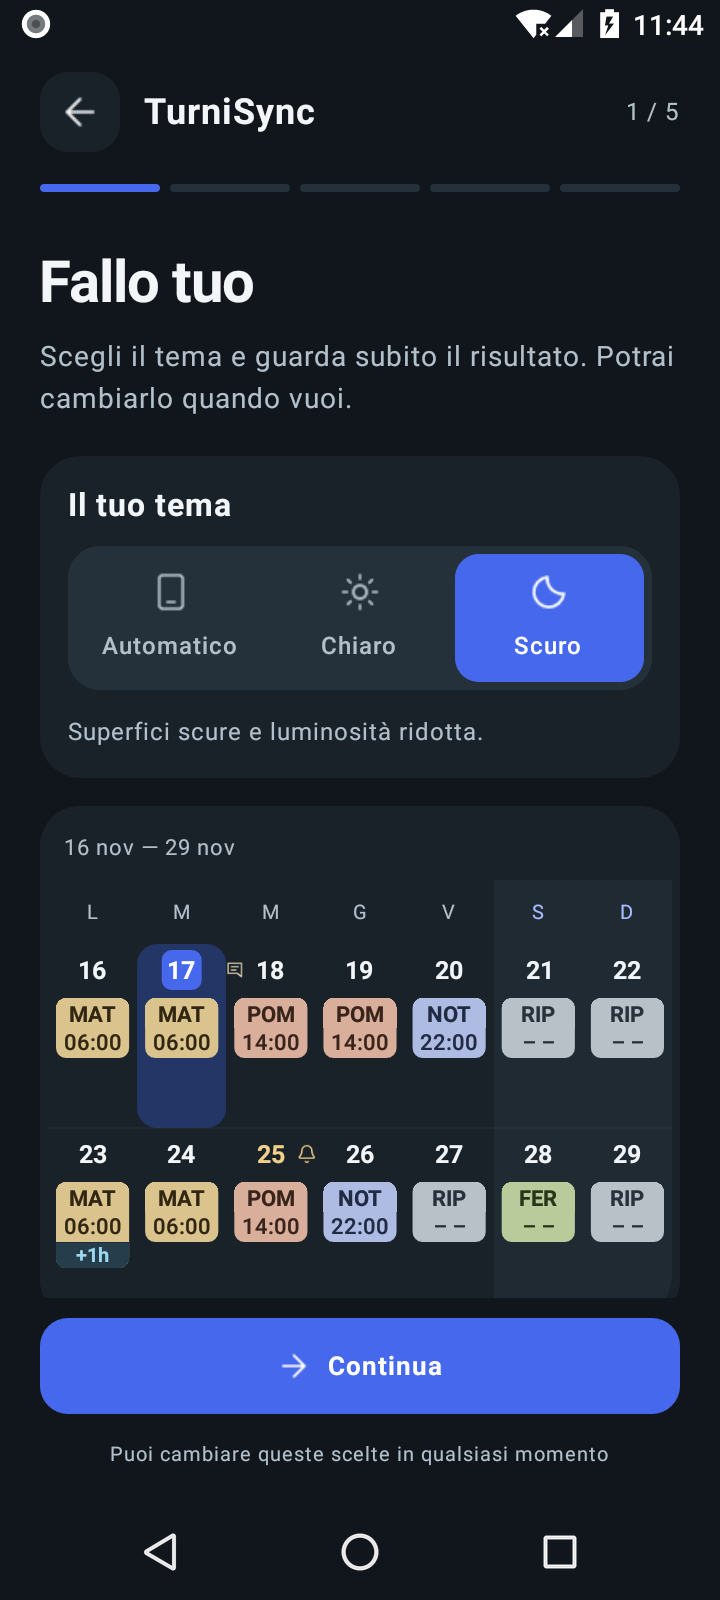 11:44
TurniSync
1 / 5
Fallo tuo
Scegli il tema e guarda subito il risultato. Potrai
cambiarlo quando vuoi.
Il tuo tema
Automatico Chiaro Scuro
Superfici scure e luminosità ridotta.
16 nov — 29 nov
L M M G V S D
16 17 18 19 20 21 22
MAT MAT POM POM NOT RIP RIP
06:00 06:00 14:00 14:00 22:00 – – – –
23 24 25 26 27 28 29
MAT MAT POM NOT RIP FER RIP
06:00 06:00 14:00 22:00 – – – – – –
+1h
Continua
Puoi cambiare queste scelte in qualsiasi momento